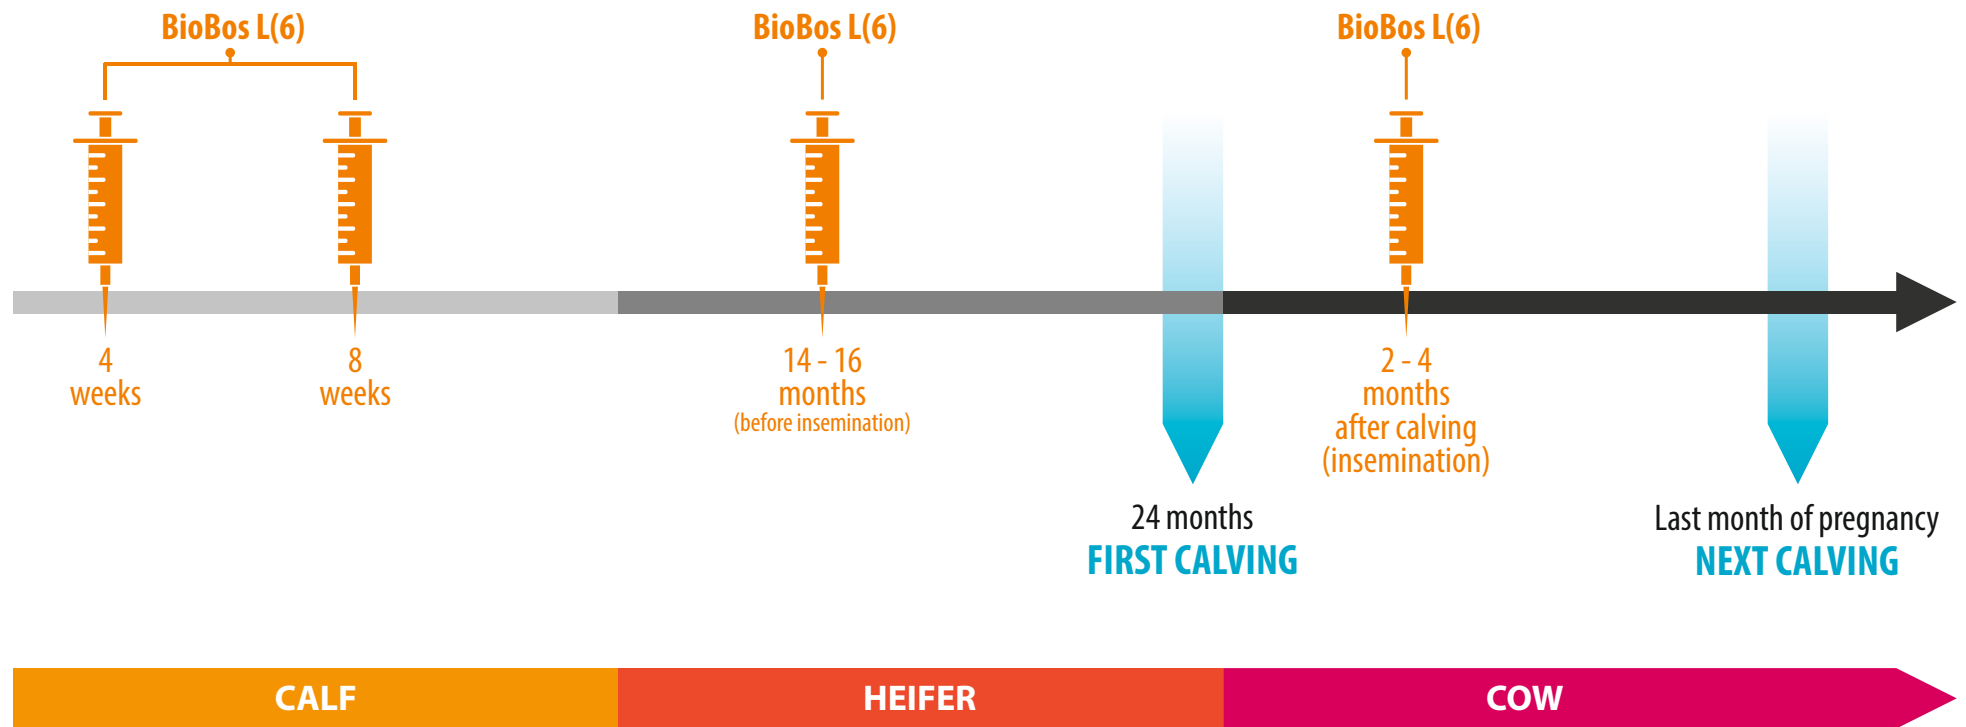 BioBos L(6)
BioBos L(6)
BioBos L(6)
4
weeks
8
weeks
14 - 16
months
(before insemination)
2 - 4
months
after calving
(insemination)
24 months
FIRST CALVING
Last month of pregnancy
NEXT CALVING
CALF
HEIFER
COW